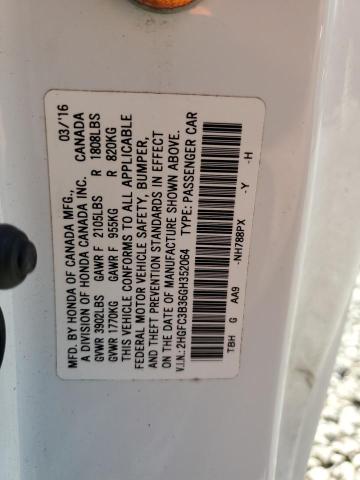 MFD. BY HONDA OF CANADA MFG., 03/'16
A DIVISION OF HONDA CANADA INC. CANADA
GVWR 3902LBS GAWR F 2105LBS R 1808LBS
GVWR 1770KG GAWR F 955KG R 820KG
THIS VEHICLE CONFORMS TO ALL APPLICABLE
FEDERAL MOTOR VEHICLE SAFETY, BUMPER,
AND THEFT PREVENTION STANDARDS IN EFFECT
ON THE DATE OF MANUFACTURE SHOWN ABOVE.
V.I.N.: 2HGFC3B36GH352064 TYPE: PASSENGER CAR
TBH G AA9 -NH788PX -Y -H